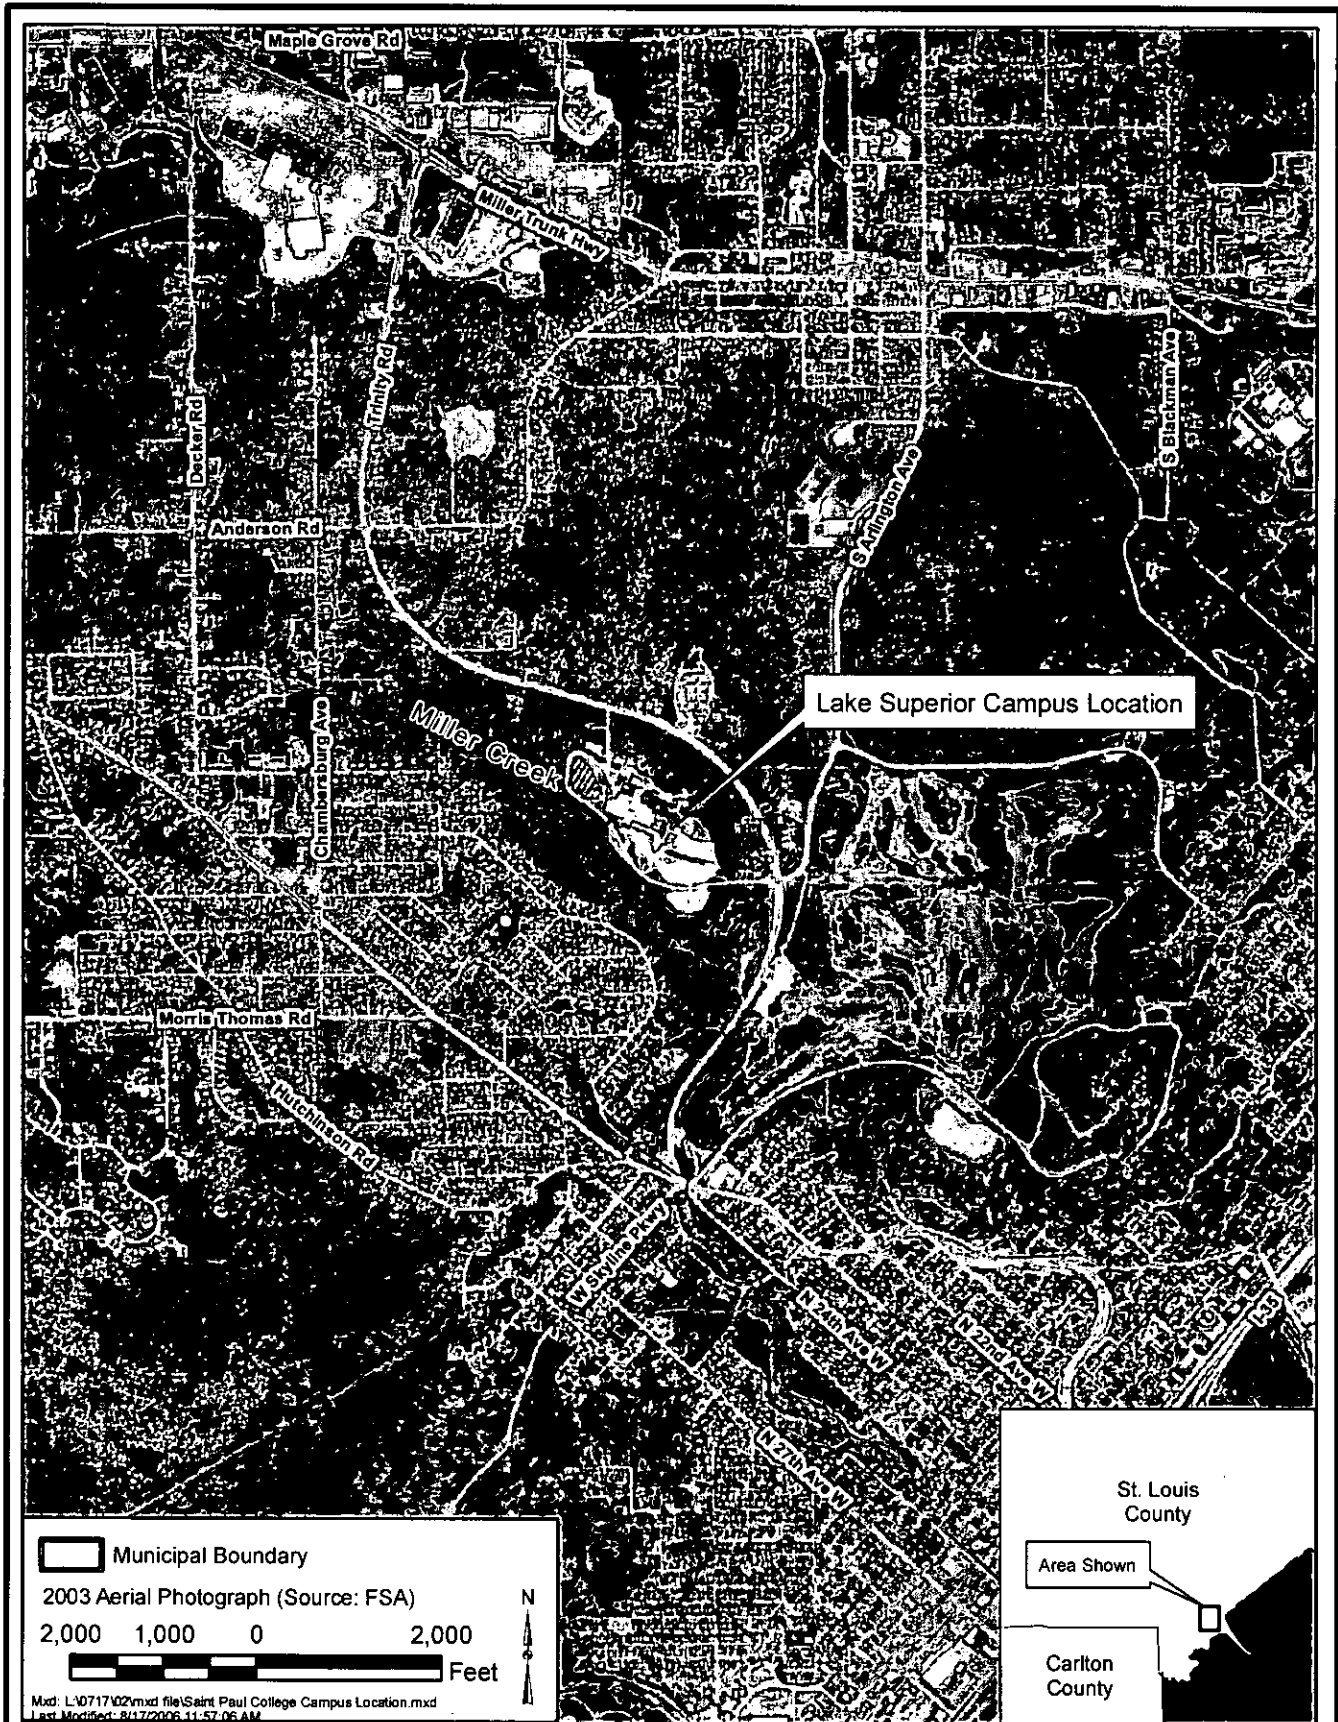 Maple Grove Rd
Miller Trunk Hwy
Trinity Rd
Decker Rd
S Blackman Ave
S Arlington Ave
Anderson Rd
Lake Superior Campus Location
Miller Creek
Chambersburg Ave
Morris Thomas Rd
Hutchinson Rd
W Skyline Pkwy
N 24th Ave W
N 22nd Ave W
I-35
N 27th Ave W
St. Louis
County
Area Shown
Carlton
County
Municipal Boundary
2003 Aerial Photograph (Source: FSA)
N
2,000 1,000 0 2,000
Feet
Mxd: L:\0717\02\mxd file\Saint Paul College Campus Location.mxd
Last Modified: 8/17/2006 11:57:06 AM